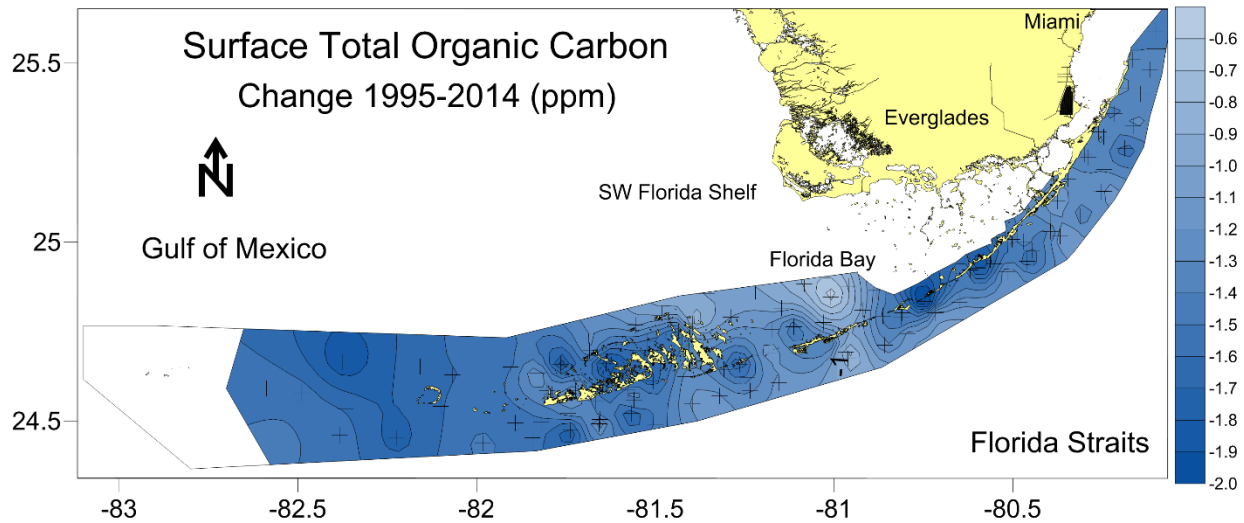 Surface Total Organic Carbon
Change 1995-2014 (ppm)
N
Miami
Everglades
SW Florida Shelf
Gulf of Mexico
Florida Bay
Florida Straits
-1
25.5
25
24.5
-83
-82.5
-82
-81.5
-81
-80.5
-0.6
-0.7
-0.8
-0.9
-1.0
-1.1
-1.2
-1.3
-1.4
-1.5
-1.6
-1.7
-1.8
-1.9
-2.0